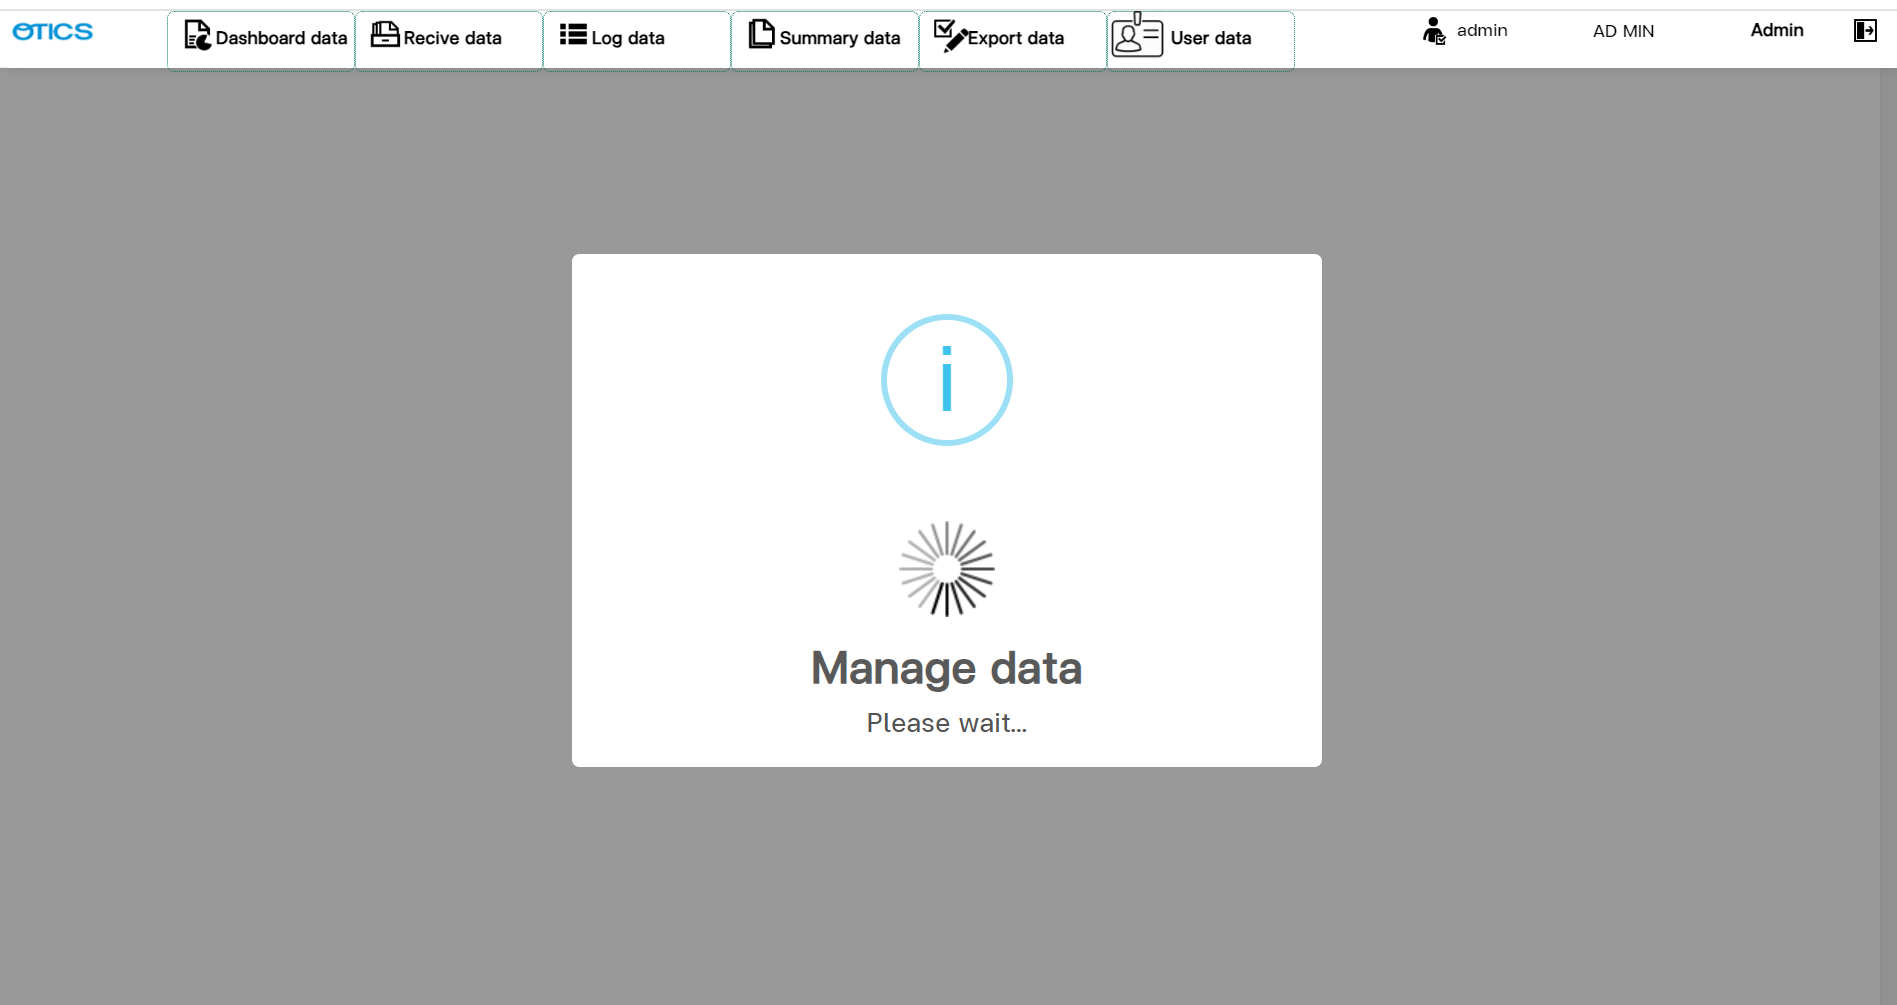 OTICS
Dashboard data
Recive data
Log data
Summary data
Export data
User data
admin
AD MIN
Admin
i
Manage data
Please wait...